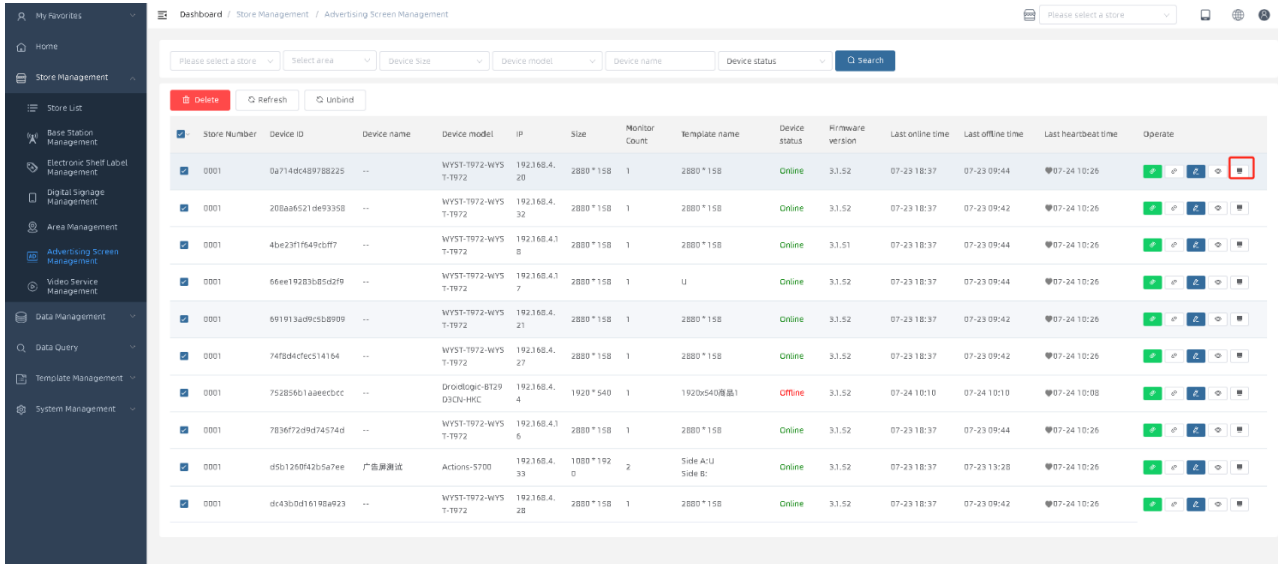 My Favorites
Dashboard / Store Management / Advertising Screen Management
Please select a store
Home
Store Management
Please select a store Select area Device Size Device model Device name Device status Search
Store List
Delete Refresh Unbind
Base Station
Management
Electronic Shelf Label
Management
Digital Signage
Management
Area Management
Advertising Screen
Management
Video Service
Management
Data Management
Data Query
Template Management
System Management
Store Number Device ID Device name Device model IP Size Monitor Count Template name Device status Firmware version Last online time Last offline time Last heartbeat time Operate
0001 0a714dc489788225 -- WYST-T972-WYS T-T972 192.168.4.20 2880*158 1 2880*158 Online 3.1.52 07-23 18:37 07-23 09:44 07-24 10:26
0001 208aa6521de93358 -- WYST-T972-WYS T-T972 192.168.4.32 2880*158 1 2880*158 Online 3.1.52 07-23 18:37 07-23 09:42 07-24 10:26
0001 4be23f1f649cbff7 -- WYST-T972-WYS T-T972 192.168.4.18 2880*158 1 2880*158 Online 3.1.51 07-23 18:37 07-23 09:44 07-24 10:26
0001 66ee19283b85d2f9 -- WYST-T972-WYS T-T972 192.168.4.17 2880*158 1 U Online 3.1.52 07-23 18:37 07-23 09:44 07-24 10:26
0001 691913ad9c5b8909 -- WYST-T972-WYS T-T972 192.168.4.21 2880*158 1 2880*158 Online 3.1.52 07-23 18:37 07-23 09:42 07-24 10:26
0001 74f8d4cfec514164 -- WYST-T972-WYS T-T972 192.168.4.27 2880*158 1 2880*158 Online 3.1.52 07-23 18:37 07-23 09:42 07-24 10:26
0001 752856b1aaeecbcc -- Droidlogic-BT29 D3CN-HKC 192.168.4.4 1920*540 1 1920x540商品1 Offline 3.1.52 07-24 10:10 07-24 10:10 07-24 10:08
0001 7836f72d9d74574d -- WYST-T972-WYS T-T972 192.168.4.16 2880*158 1 2880*158 Online 3.1.52 07-23 18:37 07-23 09:44 07-24 10:26
0001 d5b1260f42b5a7ee 广告屏测试 Actions-S700 192.168.4.33 1080*1920 2 Side A:U Side B: Online 3.1.52 07-23 18:37 07-23 13:28 07-24 10:26
0001 dc43b0d16198a923 -- WYST-T972-WYS T-T972 192.168.4.28 2880*158 1 2880*158 Online 3.1.52 07-23 18:37 07-23 09:42 07-24 10:26